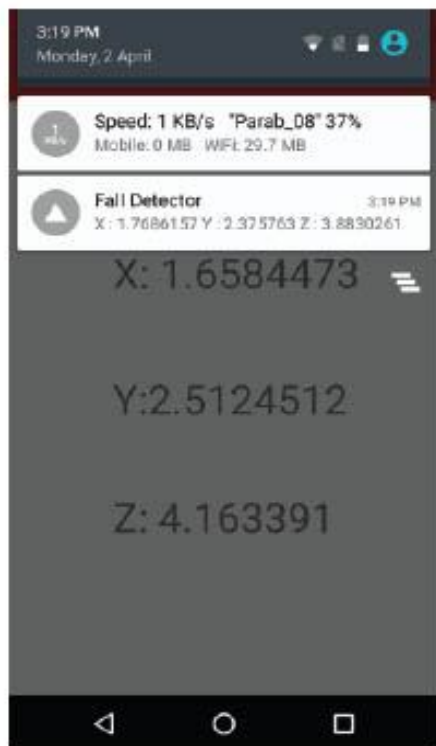 3:19 PM
Monday, 2 April
Speed: 1 KB/s "Parab_08" 37%
Mobile: 0 MB WiFi: 29.7 MB
Fall Detector 3:19 PM
X : 1.7686157 Y : 2.375763 Z : 3.8830261
X: 1.6584473
Y:2.5124512
Z: 4.163391